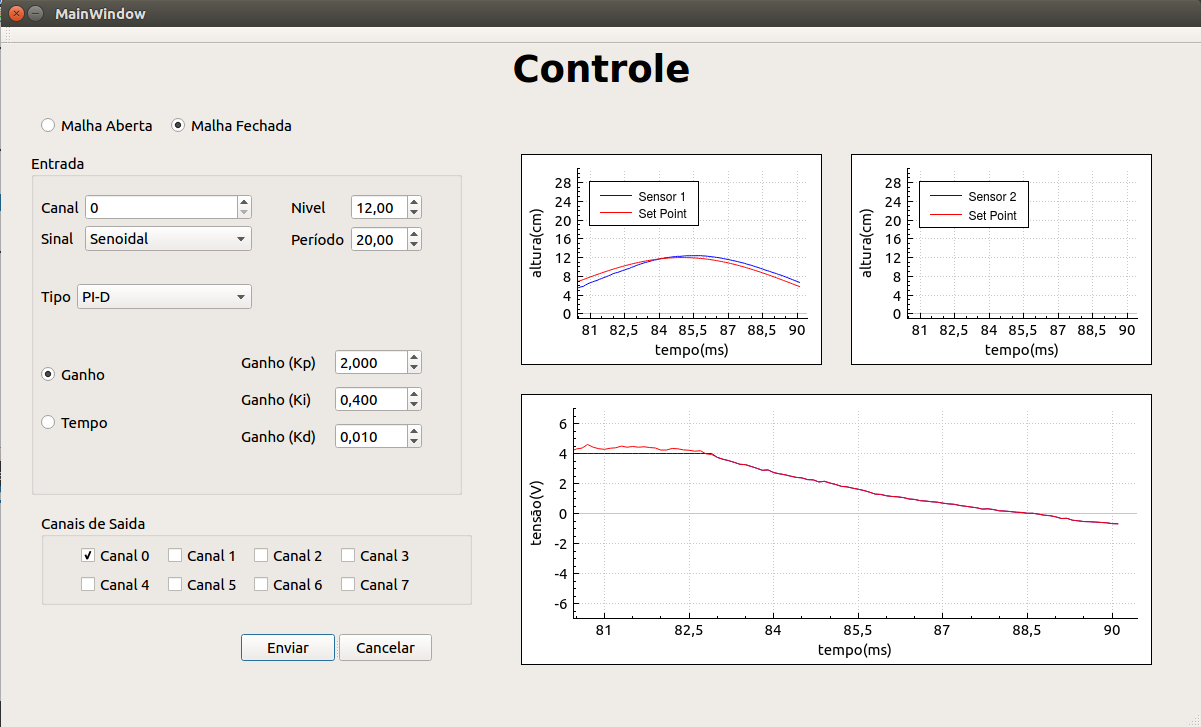 MainWindow
Controle
Malha Aberta Malha Fechada
Entrada
Canal 0 Nivel 12,00
Sinal Senoidal Período 20,00
Tipo PI-D
Ganho
Tempo
Ganho (Kp) 2,000
Ganho (Ki) 0,400
Ganho (Kd) 0,010
Canais de Saida
Canal 0 Canal 1 Canal 2 Canal 3
Canal 4 Canal 5 Canal 6 Canal 7
Enviar Cancelar
altura(cm)
28
24
20
16
12
8
4
0
Sensor 1
Set Point
81 82,5 84 85,5 87 88,5 90
tempo(ms)
altura(cm)
28
24
20
16
12
8
4
0
Sensor 2
Set Point
81 82,5 84 85,5 87 88,5 90
tempo(ms)
tensão(V)
6
4
2
0
-2
-4
-6
81 82,5 84 85,5 87 88,5 90
tempo(ms)